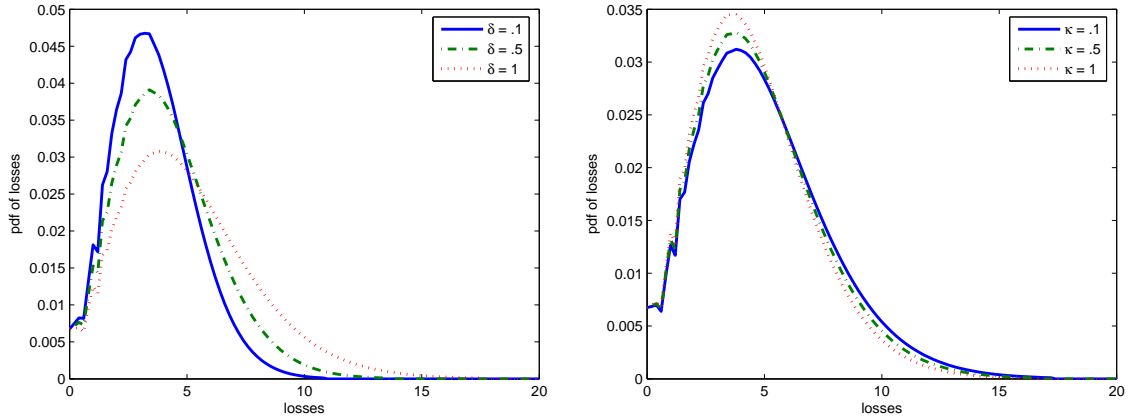 0.05
0.045
0.04
0.035
0.03
0.025
0.02
0.015
0.01
0.005
0
pdf of losses
0 5 10 15 20
losses
δ = .1
δ = .5
δ = 1
0.035
0.03
0.025
0.02
0.015
0.01
0.005
0
pdf of losses
0 5 10 15 20
losses
κ = .1
κ = .5
κ = 1